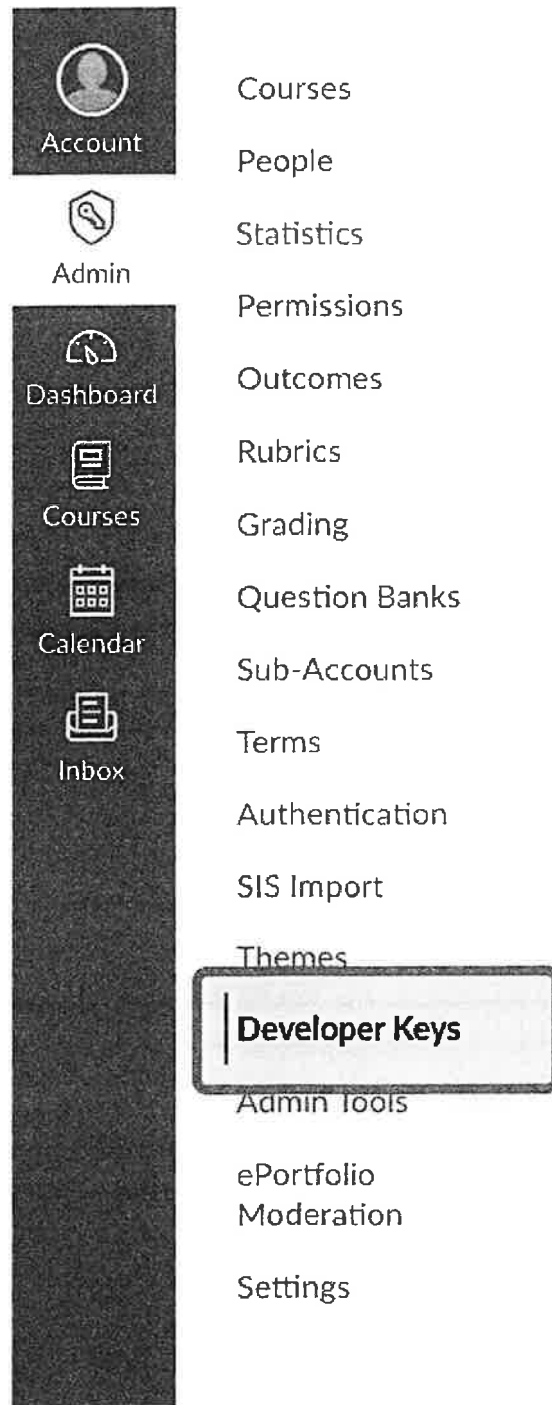 Account
Admin
Dashboard
Courses
Calendar
Inbox
Courses
People
Statistics
Permissions
Outcomes
Rubrics
Grading
Question Banks
Sub-Accounts
Terms
Authentication
SIS Import
Themes
Developer Keys
Admin Tools
ePortfolio
Moderation
Settings